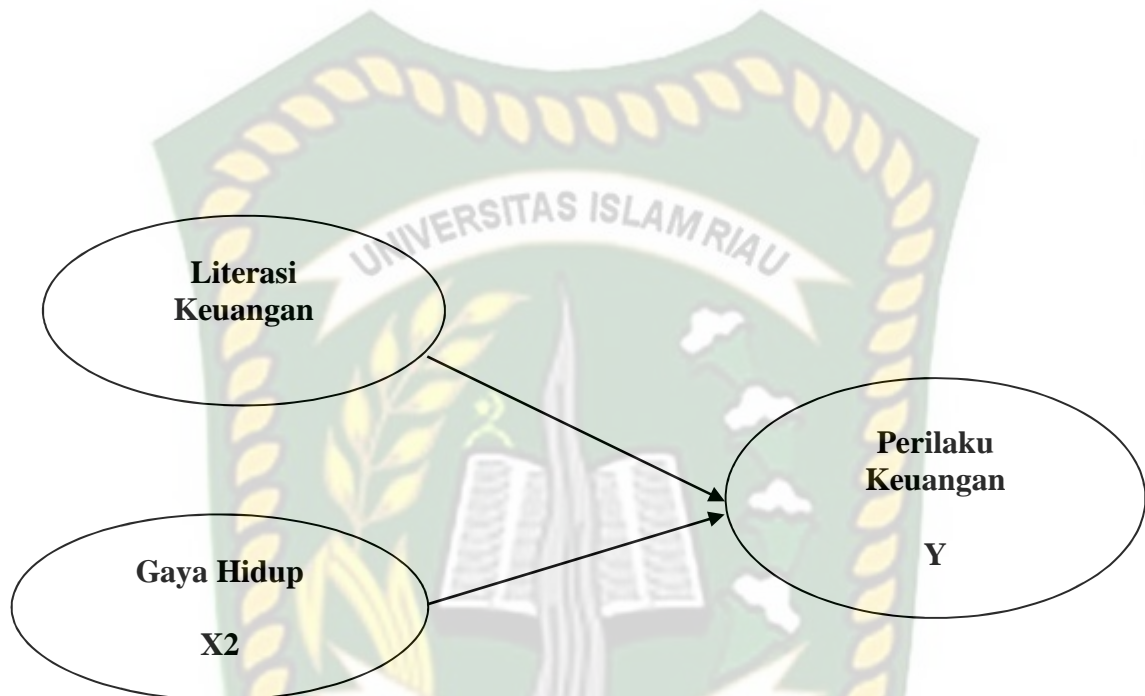 UNIVERSITAS ISLAM RIAU
Literasi
Keuangan
Perilaku
Keuangan
Y
Gaya Hidup
X2